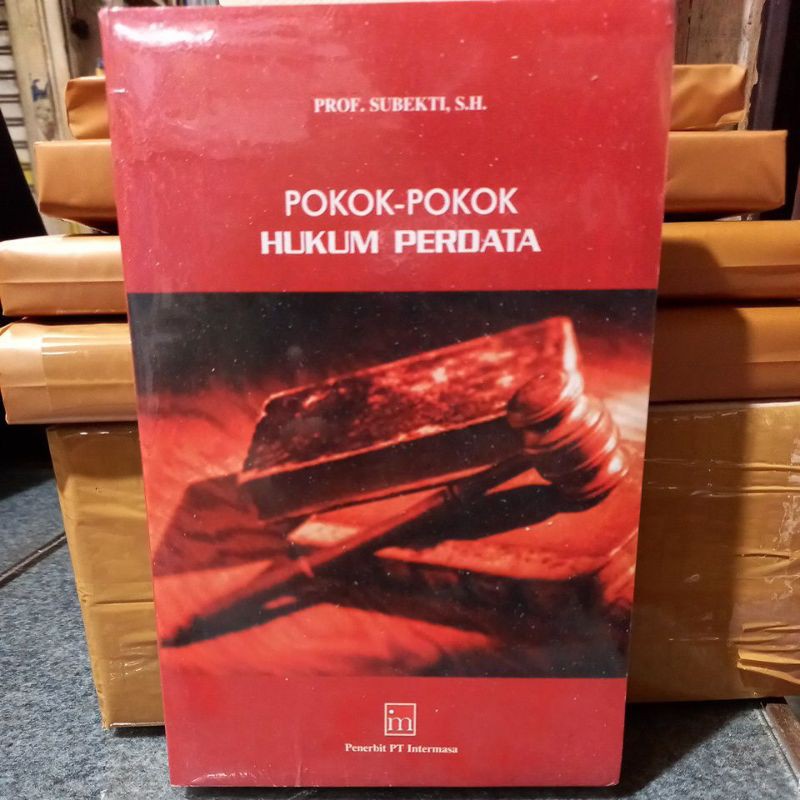 PROF. SUBEKTI, S.H.
POKOK-POKOK
HUKUM PERDATA
im
Penerbit PT Intermasa